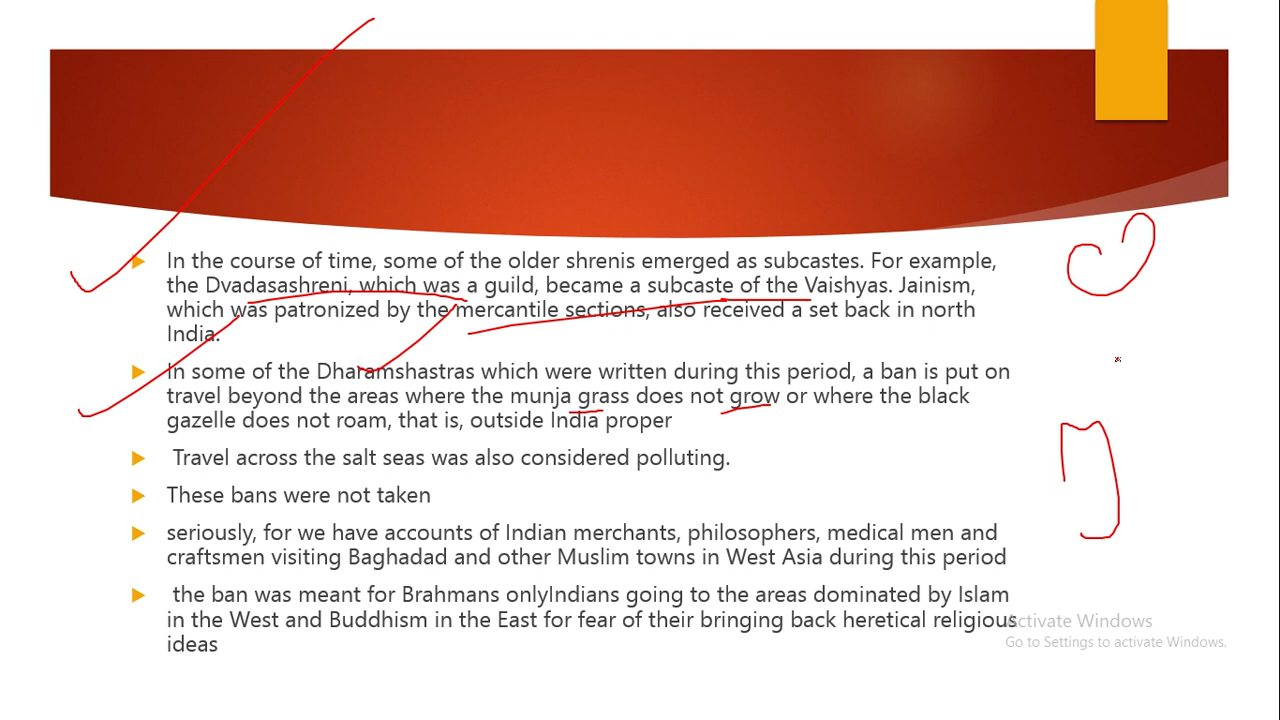 In the course of time, some of the older shrenis emerged as subcastes. For example,
the Dvadasashreni, which was a guild, became a subcaste of the Vaishyas. Jainism,
which was patronized by the mercantile sections, also received a set back in north
India.
In some of the Dharamshastras which were written during this period, a ban is put on
travel beyond the areas where the munja grass does not grow or where the black
gazelle does not roam, that is, outside India proper
Travel across the salt seas was also considered polluting.
These bans were not taken
seriously, for we have accounts of Indian merchants, philosophers, medical men and
craftsmen visiting Baghadad and other Muslim towns in West Asia during this period
the ban was meant for Brahmans onlyIndians going to the areas dominated by Islam
in the West and Buddhism in the East for fear of their bringing back heretical religious
ideas
Activate Windows
Go to Settings to activate Windows.